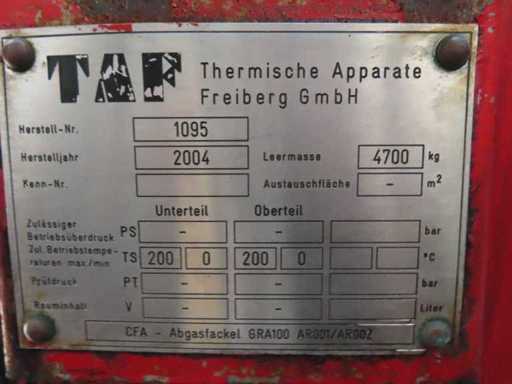 TAF Thermische Apparate
Freiberg GmbH
Herstell-Nr. 1095
Herstelljahr 2004 Leermasse 4700 kg
Kenn-Nr. Austauschfläche - m²
Unterteil Oberteil
Zulässiger
Betriebsüberdruck PS - - bar
Zul. Betriebstempe-
raturen max./min TS 200 0 200 0 °C
Prüfdruck PT - - bar
Rauminhalt V - - Liter
CFA - Abgasfackel GRA100 AR001/AR002